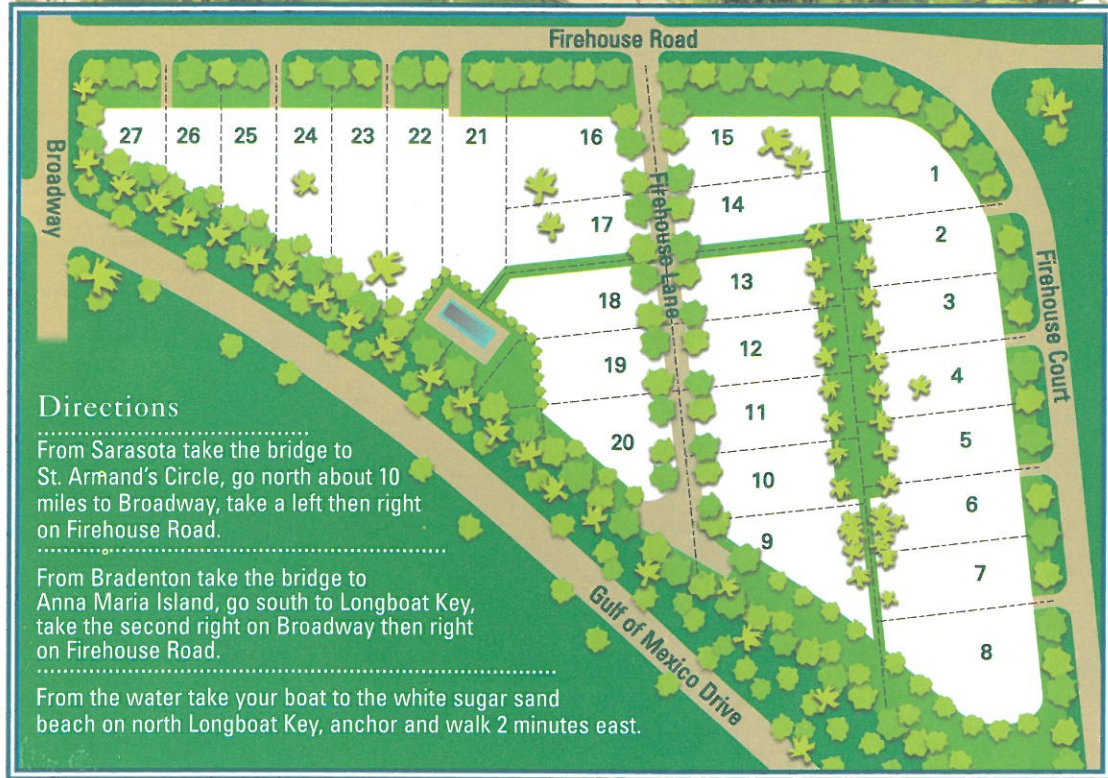 Firehouse Road
Broadway
27 26 25 24 23 22 21 16 15 1
17 Firehouse Lane 14 2
18 13 3 Firehouse Court
19 12 4
20 11 5
10 6
9 7
8
Gulf of Mexico Drive
Directions
From Sarasota take the bridge to
St. Armand's Circle, go north about 10
miles to Broadway, take a left then right
on Firehouse Road.
From Bradenton take the bridge to
Anna Maria Island, go south to Longboat Key,
take the second right on Broadway then right
on Firehouse Road.
From the water take your boat to the white sugar sand
beach on north Longboat Key, anchor and walk 2 minutes east.